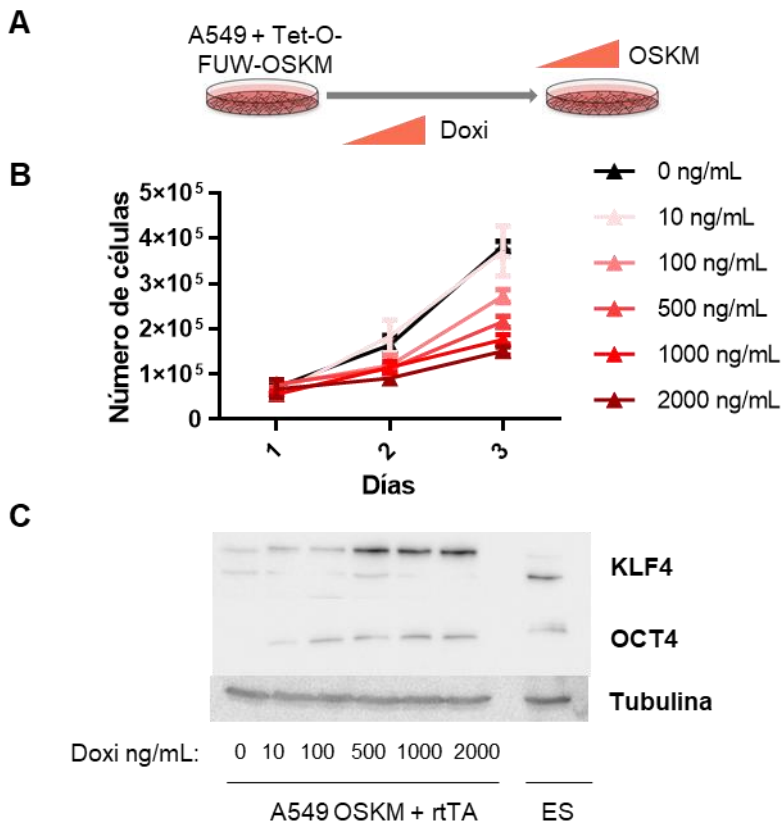 A
A549 + Tet-O-
FUW-OSKM
OSKM
Doxi
B
Número de células
5×10⁵
4×10⁵
3×10⁵
2×10⁵
1×10⁵
0
1
2
3
Días
0 ng/mL
10 ng/mL
100 ng/mL
500 ng/mL
1000 ng/mL
2000 ng/mL
C
KLF4
OCT4
Tubulina
Doxi ng/mL: 0 10 100 500 1000 2000
A549 OSKM + rtTA ES